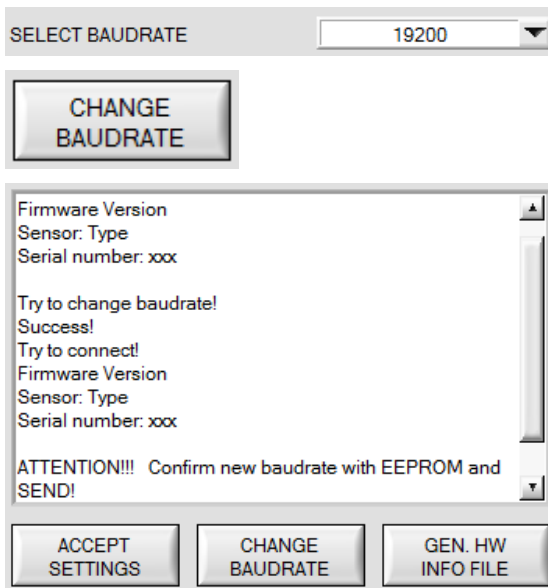 SELECT BAUDRATE 19200
CHANGE
BAUDRATE
Firmware Version
Sensor: Type
Serial number: xxx
Try to change baudrate!
Success!
Try to connect!
Firmware Version
Sensor: Type
Serial number: xxx
ATTENTION!!! Confirm new baudrate with EEPROM and
SEND!
ACCEPT
SETTINGS
CHANGE
BAUDRATE
GEN. HW
INFO FILE